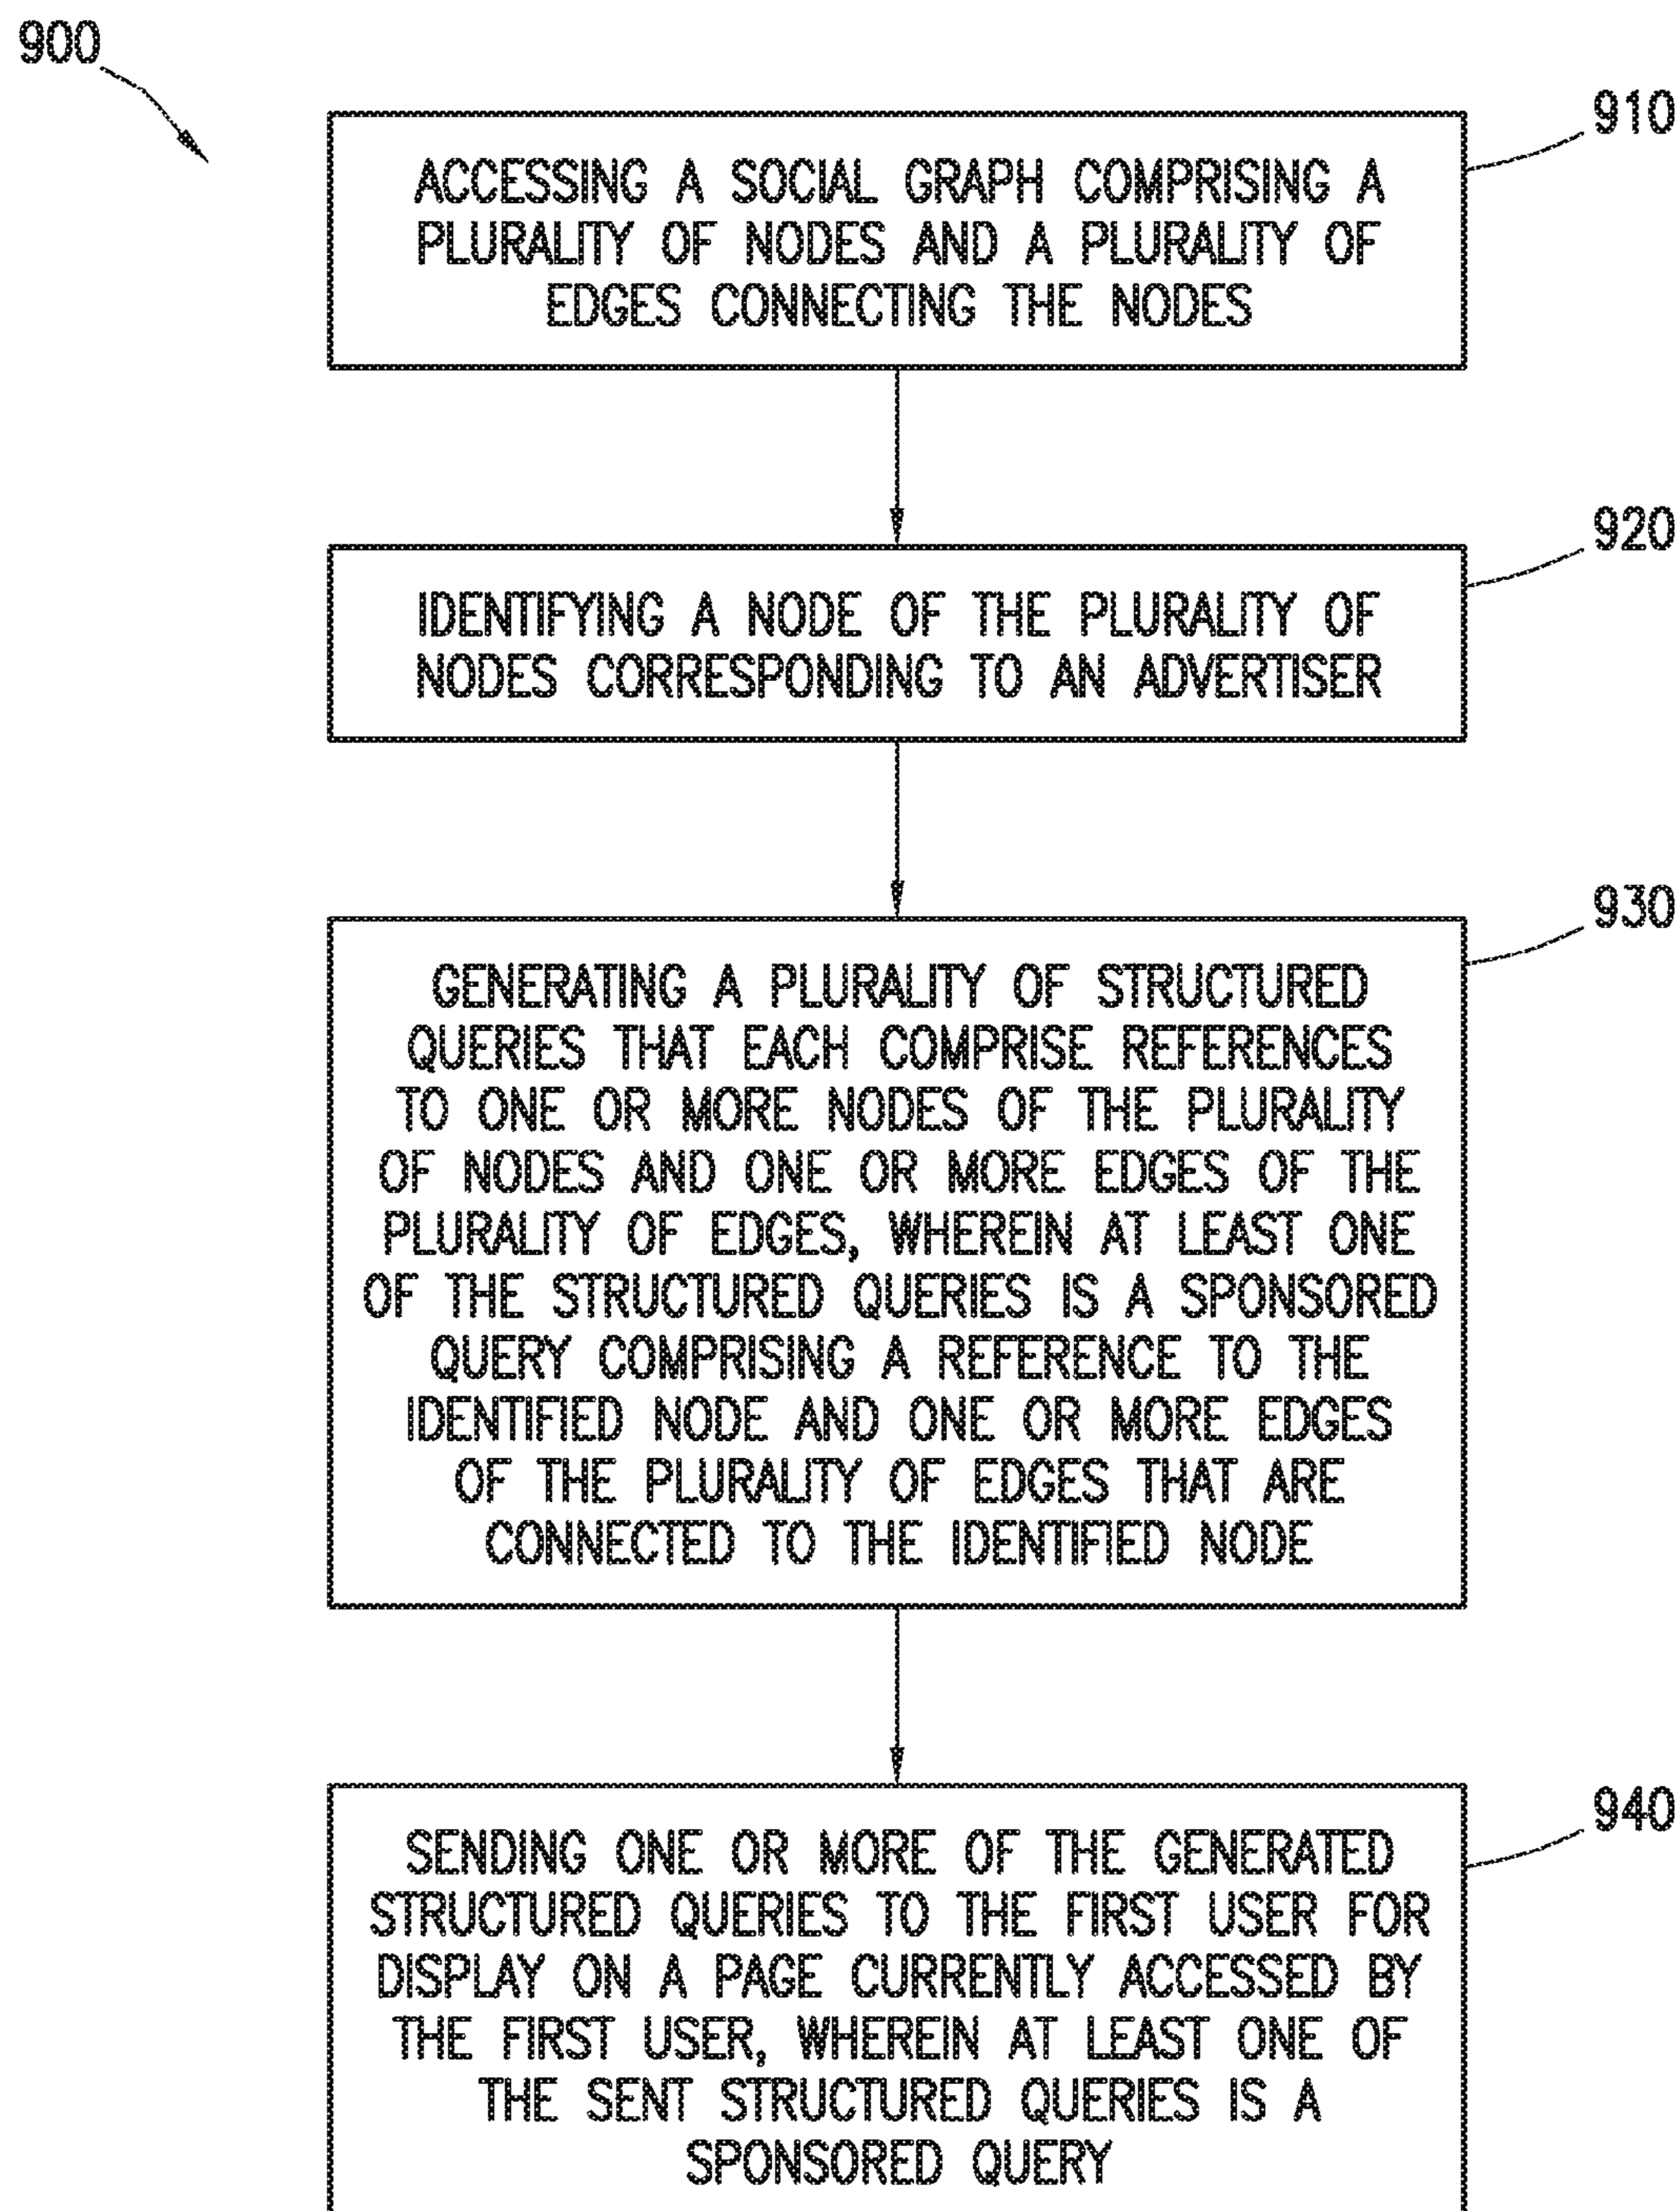 900
910
ACCESSING A SOCIAL GRAPH COMPRISING A
PLURALITY OF NODES AND A PLURALITY OF
EDGES CONNECTING THE NODES
920
IDENTIFYING A NODE OF THE PLURALITY OF
NODES CORRESPONDING TO AN ADVERTISER
930
GENERATING A PLURALITY OF STRUCTURED
QUERIES THAT EACH COMPRISE REFERENCES
TO ONE OR MORE NODES OF THE PLURALITY
OF NODES AND ONE OR MORE EDGES OF THE
PLURALITY OF EDGES, WHEREIN AT LEAST ONE
OF THE STRUCTURED QUERIES IS A SPONSORED
QUERY COMPRISING A REFERENCE TO THE
IDENTIFIED NODE AND ONE OR MORE EDGES
OF THE PLURALITY OF EDGES THAT ARE
CONNECTED TO THE IDENTIFIED NODE
940
SENDING ONE OR MORE OF THE GENERATED
STRUCTURED QUERIES TO THE FIRST USER FOR
DISPLAY ON A PAGE CURRENTLY ACCESSED BY
THE FIRST USER, WHEREIN AT LEAST ONE OF
THE SENT STRUCTURED QUERIES IS A
SPONSORED QUERY